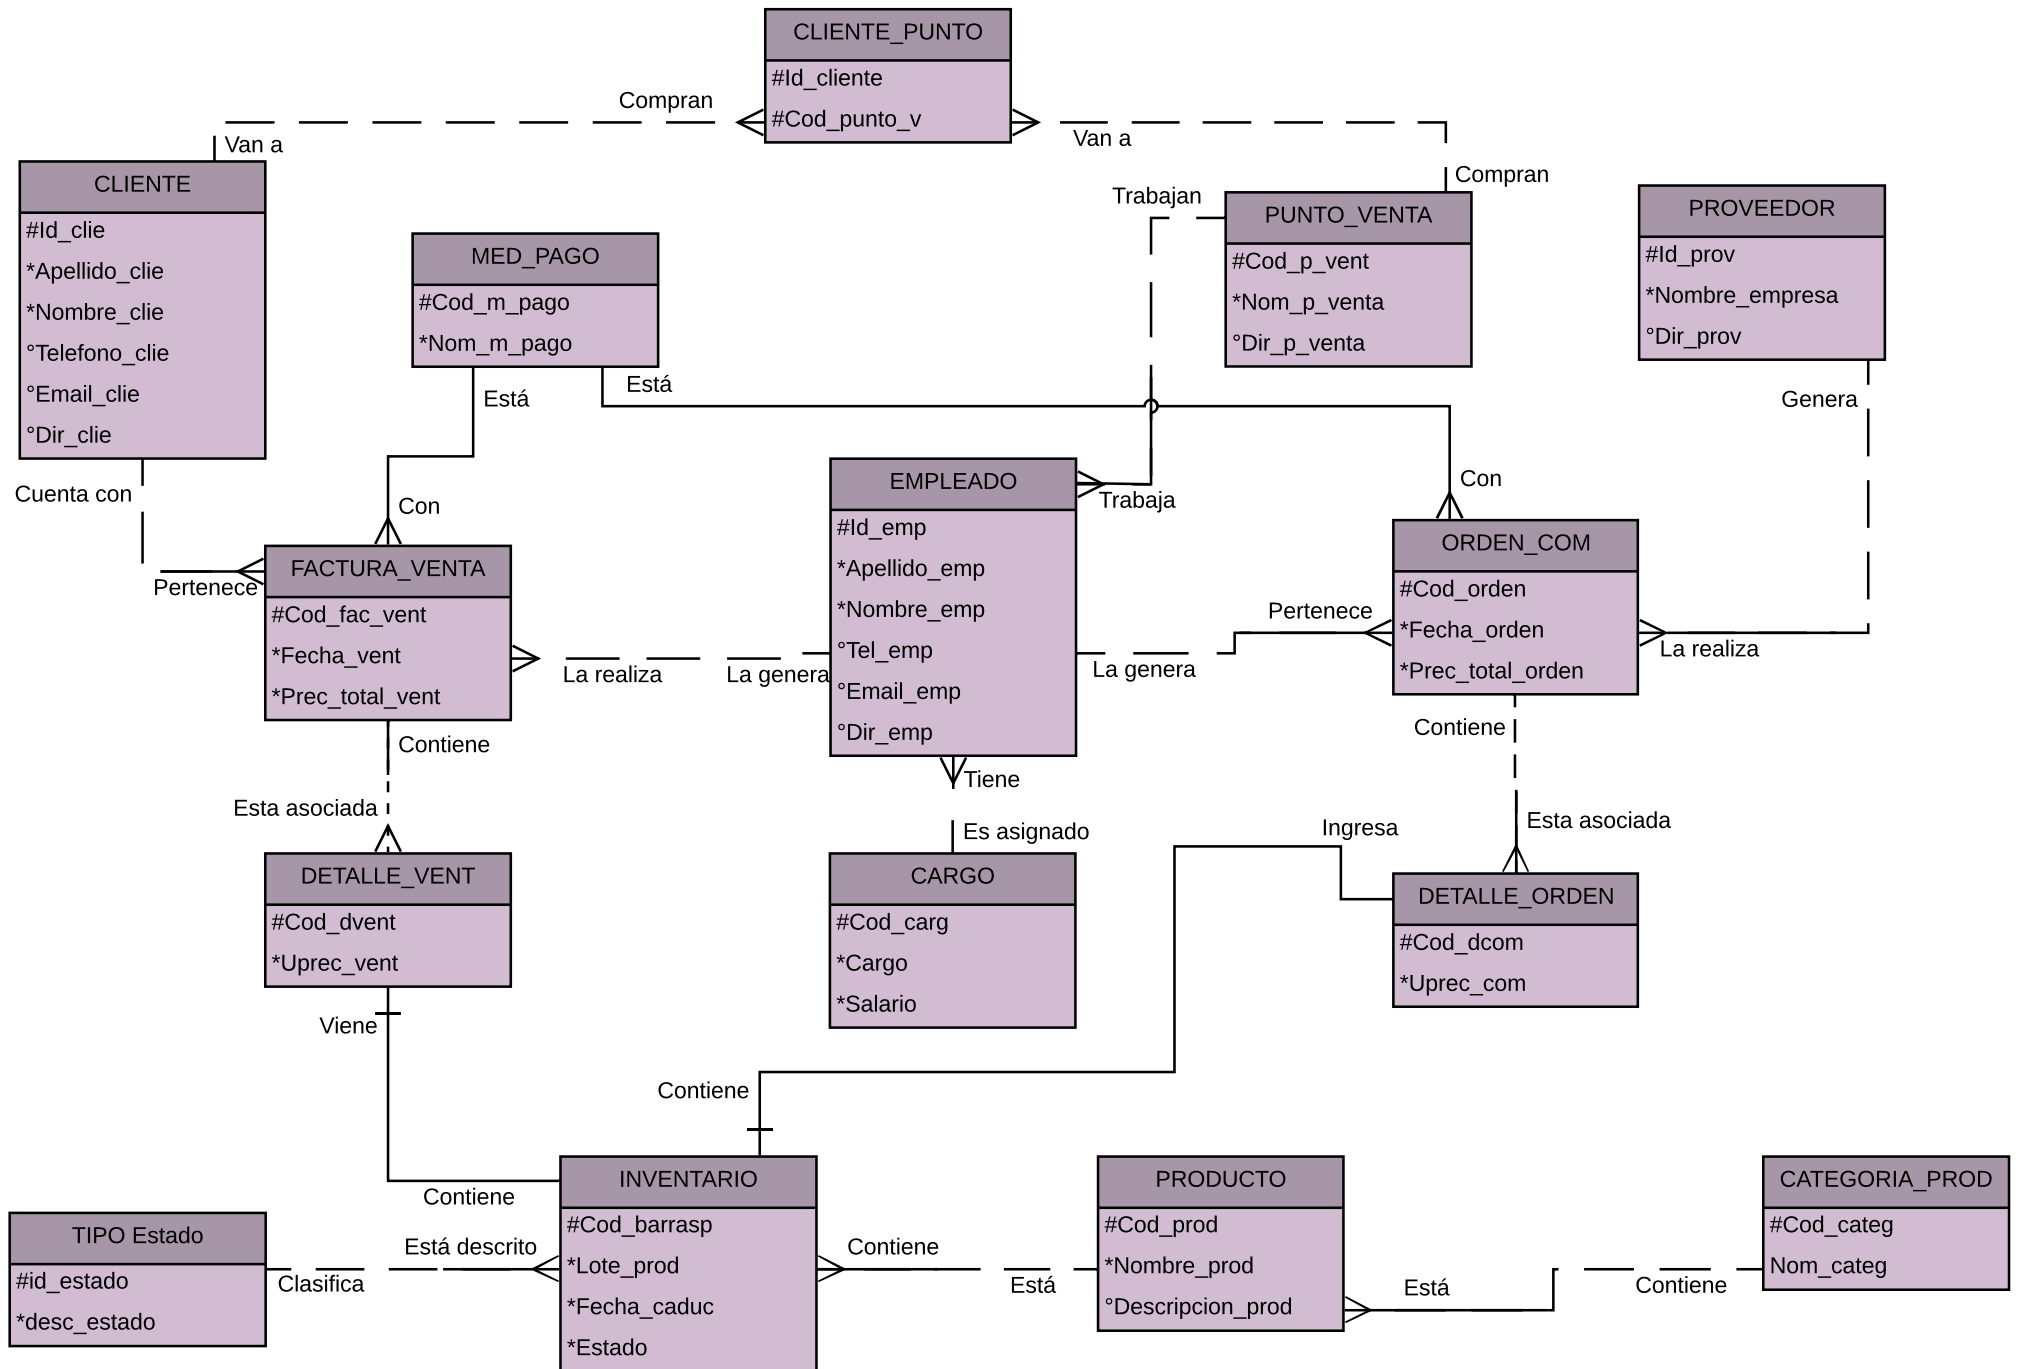 CLIENTE_PUNTO
#Id_cliente
#Cod_punto_v
Compran
Van a
Van a
Compran
CLIENTE
#Id_clie
*Apellido_clie
*Nombre_clie
°Telefono_clie
°Email_clie
°Dir_clie
MED_PAGO
#Cod_m_pago
*Nom_m_pago
Trabajan
PUNTO_VENTA
#Cod_p_vent
*Nom_p_venta
°Dir_p_venta
PROVEEDOR
#Id_prov
*Nombre_empresa
°Dir_prov
Está
Está
Genera
Cuenta con
Con
Pertenece
Trabaja
Con
FACTURA_VENTA
#Cod_fac_vent
*Fecha_vent
*Prec_total_vent
La realiza
La genera
EMPLEADO
#Id_emp
*Apellido_emp
*Nombre_emp
°Tel_emp
°Email_emp
°Dir_emp
La genera
Pertenece
ORDEN_COM
#Cod_orden
*Fecha_orden
*Prec_total_orden
La realiza
Contiene
Esta asociada
Tiene
Es asignado
Contiene
Esta asociada
Ingresa
DETALLE_VENT
#Cod_dvent
*Uprec_vent
CARGO
#Cod_carg
*Cargo
*Salario
DETALLE_ORDEN
#Cod_dcom
*Uprec_com
Viene
Contiene
Contiene
TIPO Estado
#id_estado
*desc_estado
Clasifica
Está descrito
INVENTARIO
#Cod_barrasp
*Lote_prod
*Fecha_caduc
*Estado
Contiene
Está
PRODUCTO
#Cod_prod
*Nombre_prod
°Descripcion_prod
Está
Contiene
CATEGORIA_PROD
#Cod_categ
Nom_categ